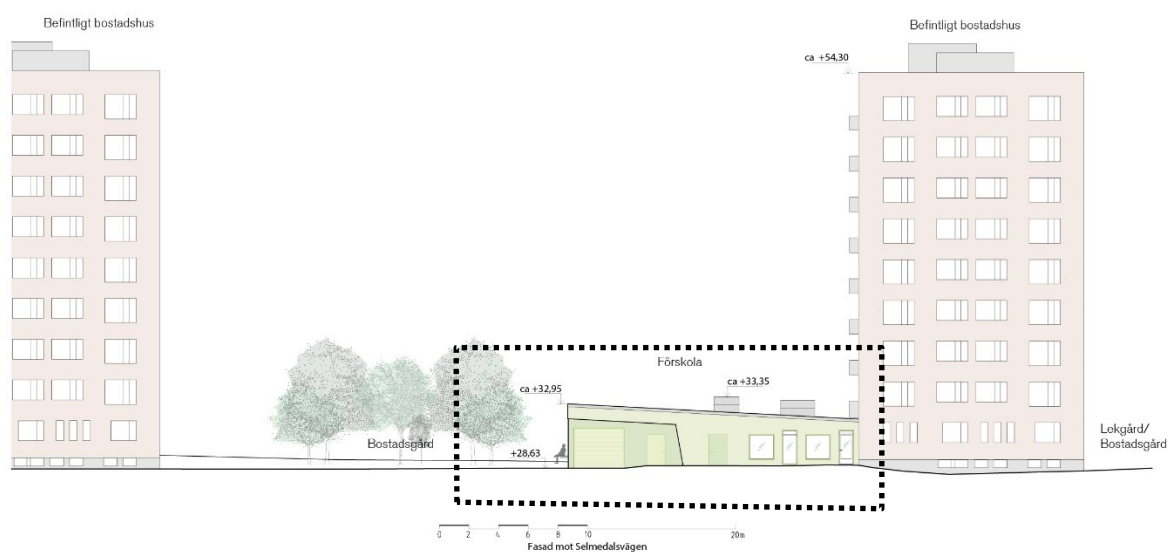 Befintligt bostadshus
Befintligt bostadshus
ca +54,30
Förskola
ca +32,95
ca +33,35
Bostadsgård
+28,63
Lekgård/
Bostadsgård
0 2 4 6 8 10 20m
Fasad mot Selmedalsvägen